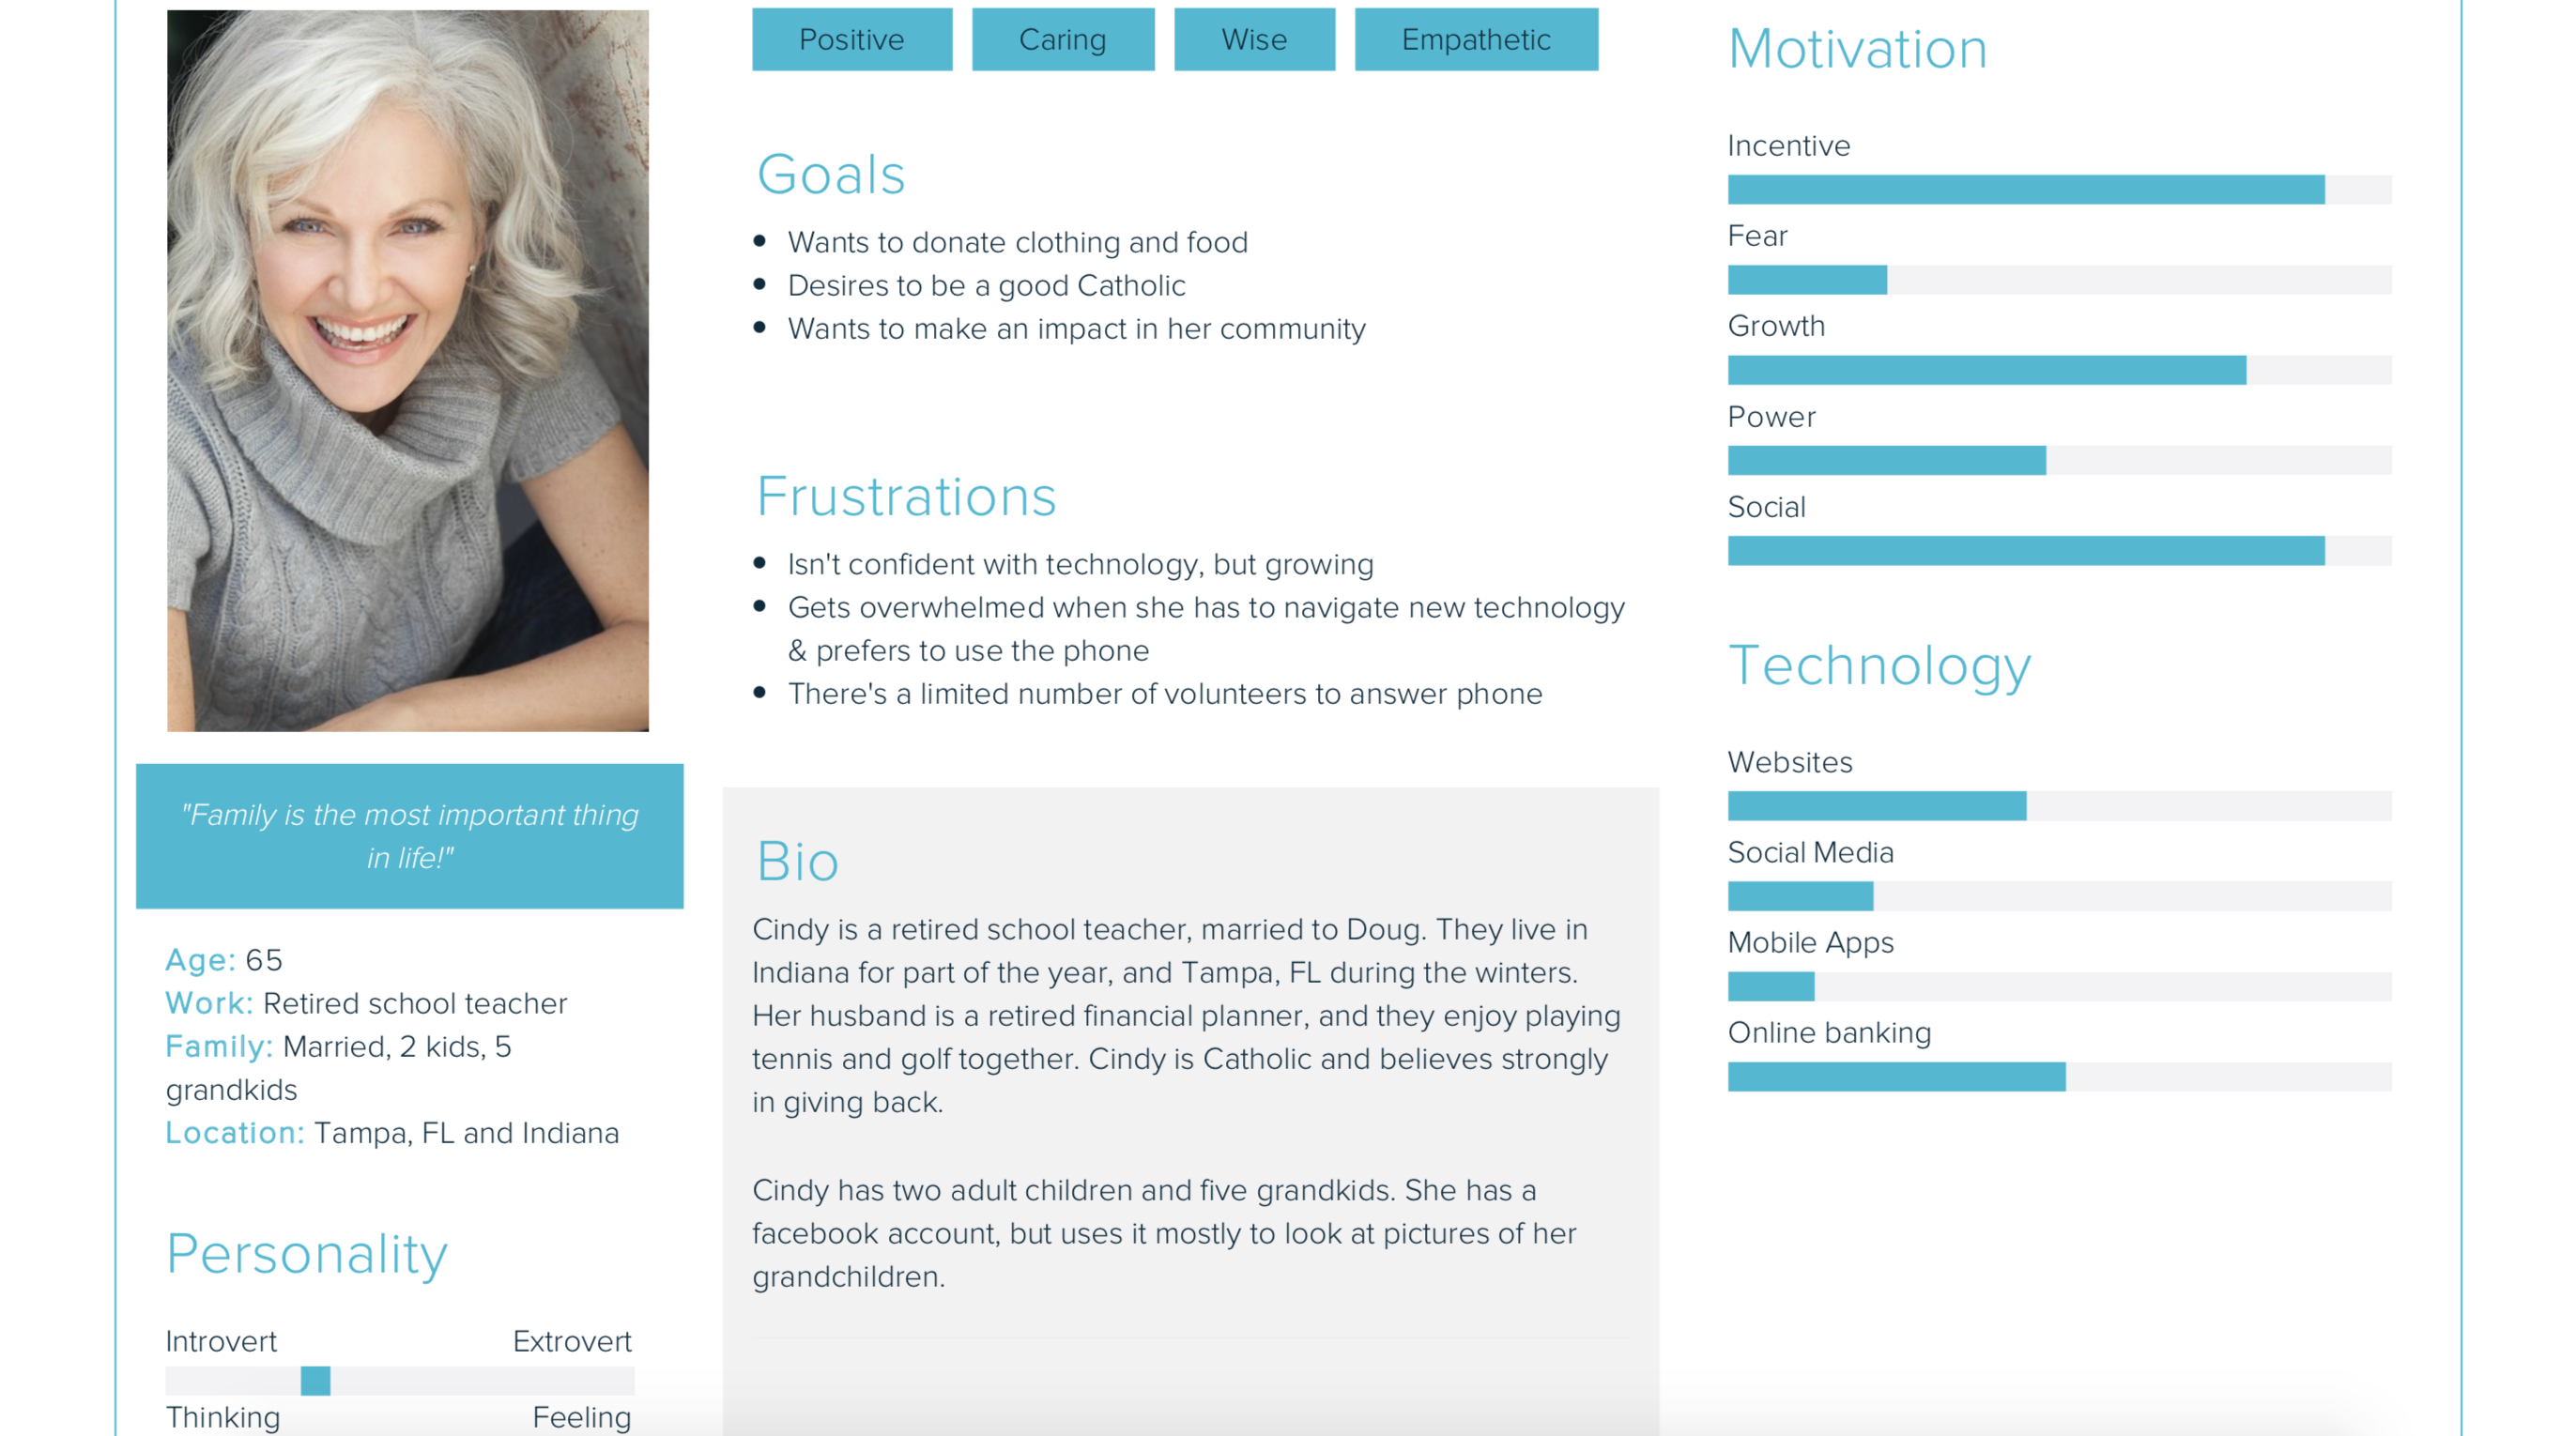 Positive
Caring
Wise
Empathetic
Goals
Wants to donate clothing and food
Desires to be a good Catholic
Wants to make an impact in her community
Frustrations
Isn't confident with technology, but growing
Gets overwhelmed when she has to navigate new technology
& prefers to use the phone
There's a limited number of volunteers to answer phone
"Family is the most important thing
in life!"
Age: 65
Work: Retired school teacher
Family: Married, 2 kids, 5
grandkids
Location: Tampa, FL and Indiana
Personality
Introvert
Extrovert
Thinking
Feeling
Bio
Cindy is a retired school teacher, married to Doug. They live in
Indiana for part of the year, and Tampa, FL during the winters.
Her husband is a retired financial planner, and they enjoy playing
tennis and golf together. Cindy is Catholic and believes strongly
in giving back.
Cindy has two adult children and five grandkids. She has a
facebook account, but uses it mostly to look at pictures of her
grandchildren.
Motivation
Incentive
Fear
Growth
Power
Social
Technology
Websites
Social Media
Mobile Apps
Online banking